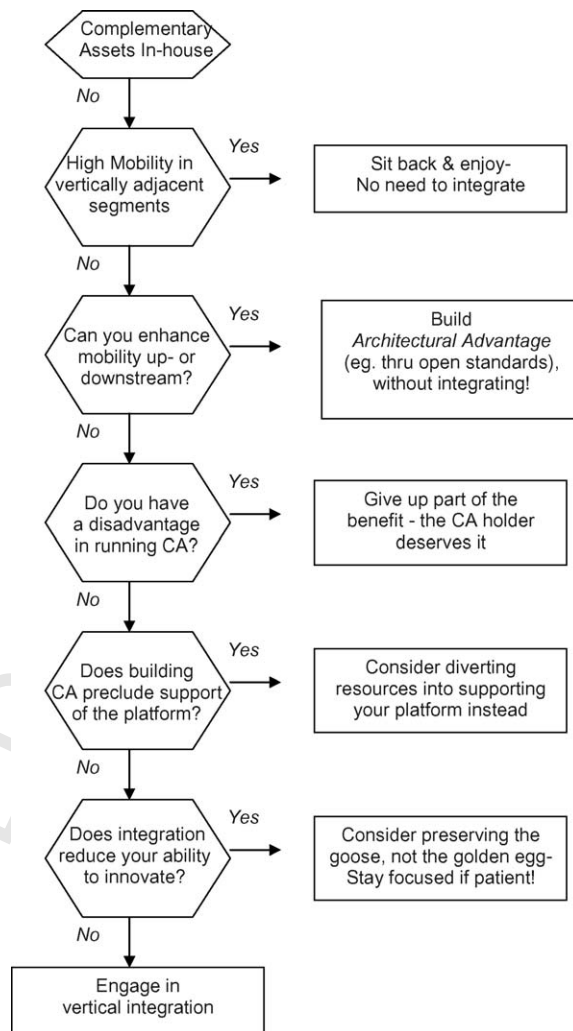 Complementary
Assets In-house
No
High Mobility in
vertically adjacent
segments
Yes
Sit back & enjoy-
No need to integrate
No
Can you enhance
mobility up- or
downstream?
Yes
Build
Architectural Advantage
(eg. thru open standards),
without integrating!
No
Do you have
a disadvantage
in running CA?
Yes
Give up part of the
benefit - the CA holder
deserves it
No
Does building
CA preclude support
of the platform?
Yes
Consider diverting
resources into supporting
your platform instead
No
Does integration
reduce your ability
to innovate?
Yes
Consider preserving the
goose, not the golden egg-
Stay focused if patient!
No
Engage in
vertical integration